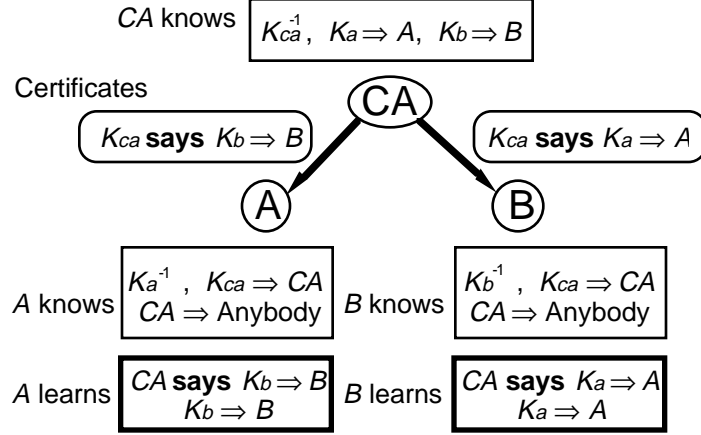 CA knows
Kca⁻¹, Ka ⇒ A, Kb ⇒ B
Certificates
CA
Kca says Kb ⇒ B
Kca says Ka ⇒ A
A
B
A knows
Ka⁻¹ , Kca ⇒ CA
CA ⇒ Anybody
B knows
Kb⁻¹ , Kca ⇒ CA
CA ⇒ Anybody
A learns
CA says Kb ⇒ B
Kb ⇒ B
B learns
CA says Ka ⇒ A
Ka ⇒ A